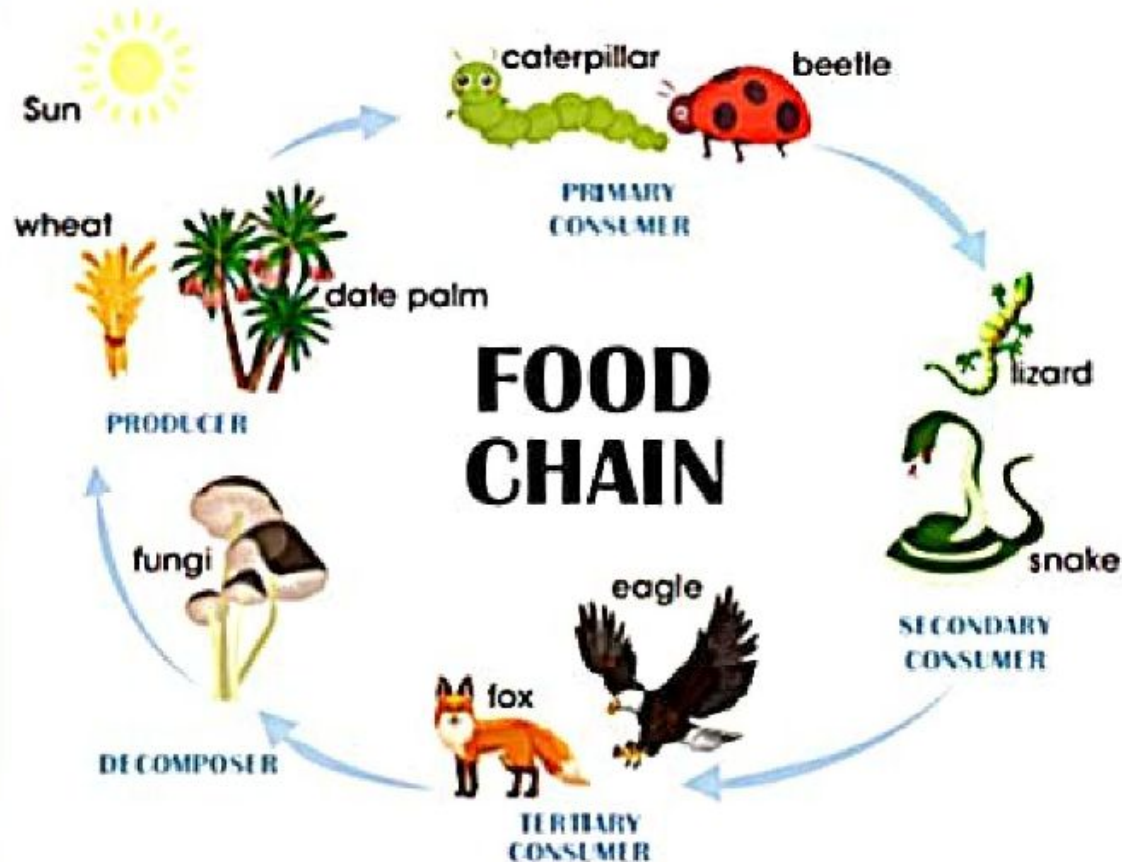 Sun
caterpillar
beetle
PRIMARY
CONSUMER
wheat
date palm
PRODUCER
FOOD
CHAIN
lizard
snake
SECONDARY
CONSUMER
fungi
eagle
fox
DECOMPOSER
TERTIARY
CONSUMER